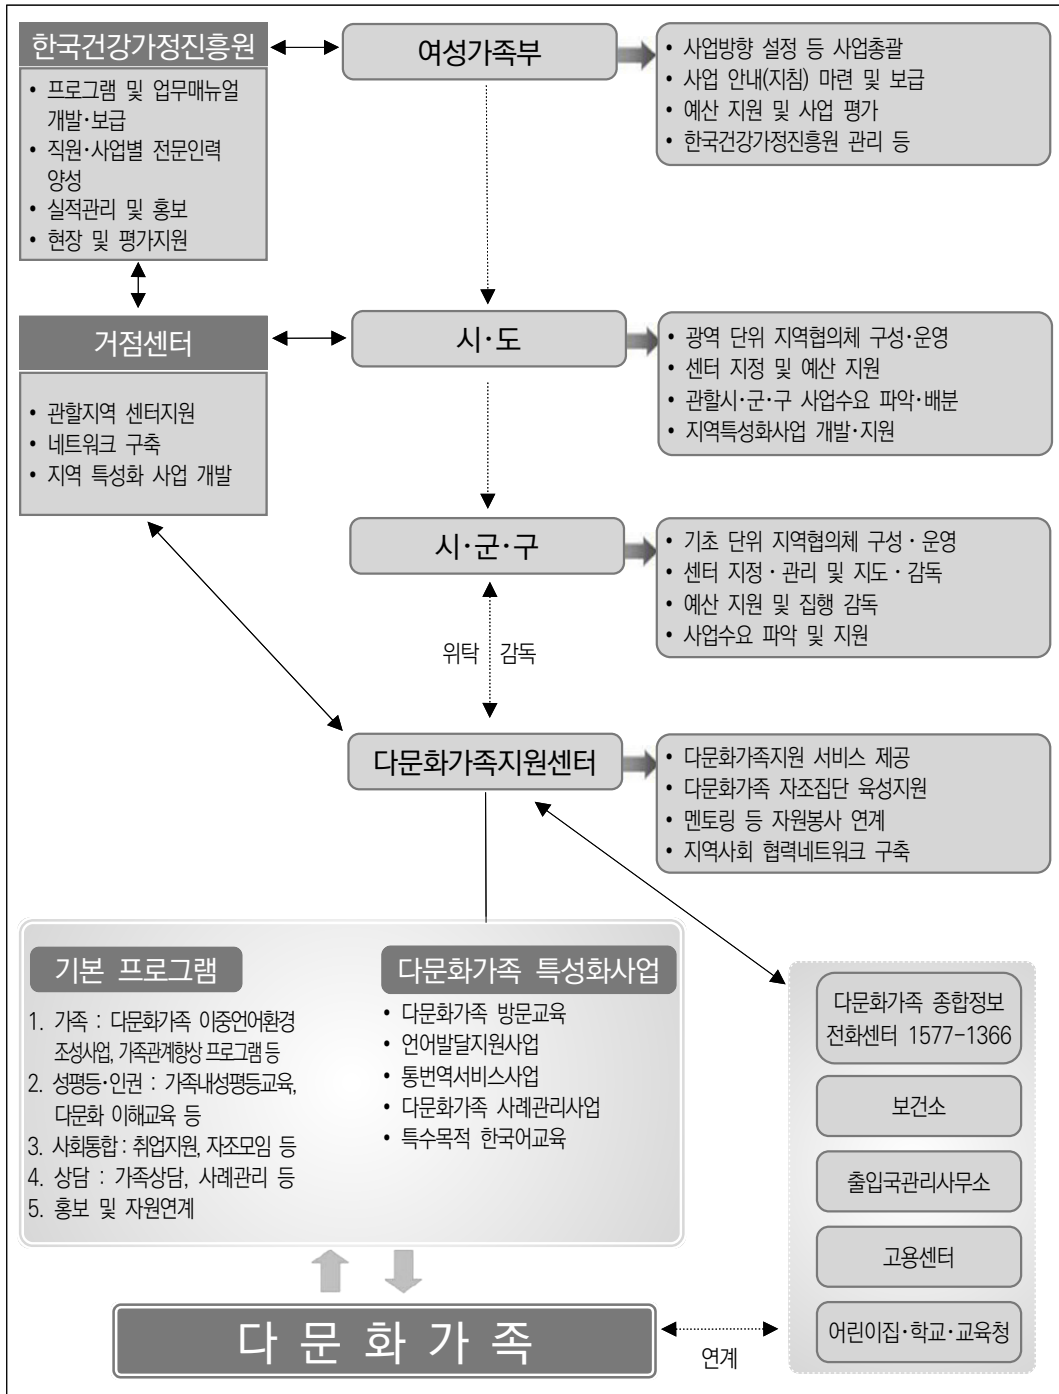 한국건강가정진흥원
• 프로그램 및 업무매뉴얼
개발·보급
• 직원·사업별 전문인력
양성
• 실적관리 및 홍보
• 현장 및 평가지원
여성가족부
• 사업방향 설정 등 사업총괄
• 사업 안내(지침) 마련 및 보급
• 예산 지원 및 사업 평가
• 한국건강가정진흥원 관리 등
거점센터
• 관할지역 센터지원
• 네트워크 구축
• 지역 특성화 사업 개발
시·도
• 광역 단위 지역협의체 구성·운영
• 센터 지정 및 예산 지원
• 관할시·군·구 사업수요 파악·배분
• 지역특성화사업 개발·지원
시·군·구
• 기초 단위 지역협의체 구성·운영
• 센터 지정·관리 및 지도·감독
• 예산 지원 및 집행 감독
• 사업수요 파악 및 지원
위탁 감독
다문화가족지원센터
• 다문화가족지원 서비스 제공
• 다문화가족 자조집단 육성지원
• 멘토링 등 자원봉사 연계
• 지역사회 협력네트워크 구축
기본 프로그램
1. 가족 : 다문화가족 이중언어환경
조성사업, 가족관계향상 프로그램 등
2. 성평등·인권 : 가족내성평등교육,
다문화 이해교육 등
3. 사회통합 : 취업지원, 자조모임 등
4. 상담 : 가족상담, 사례관리 등
5. 홍보 및 자원연계
다문화가족 특성화사업
• 다문화가족 방문교육
• 언어발달지원사업
• 통번역서비스사업
• 다문화가족 사례관리사업
• 특수목적 한국어교육
다문화가족 종합정보
전화센터 1577-1366
보건소
출입국관리사무소
고용센터
어린이집·학교·교육청
다문화가족
연계